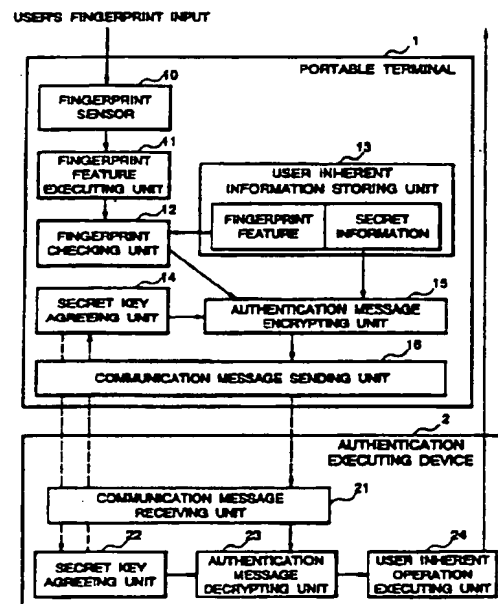 USER'S FINGERPRINT INPUT
1
PORTABLE TERMINAL
10
FINGERPRINT
SENSOR
11
FINGERPRINT
FEATURE
EXECUTING UNIT
13
USER INHERENT
INFORMATION STORING UNIT
FINGERPRINT
FEATURE
SECRET
INFORMATION
12
FINGERPRINT
CHECKING UNIT
14
SECRET KEY
AGREEING UNIT
15
AUTHENTICATION MESSAGE
ENCRYPTING UNIT
16
COMMUNICATION MESSAGE SENDING UNIT
2
AUTHENTICATION
EXECUTING DEVICE
COMMUNICATION MESSAGE
RECEIVING UNIT
21
22
SECRET KEY
AGREEING UNIT
23
AUTHENTICATION
MESSAGE
DECRYPTING UNIT
24
USER INHERENT
OPERATION
EXECUTING UNIT